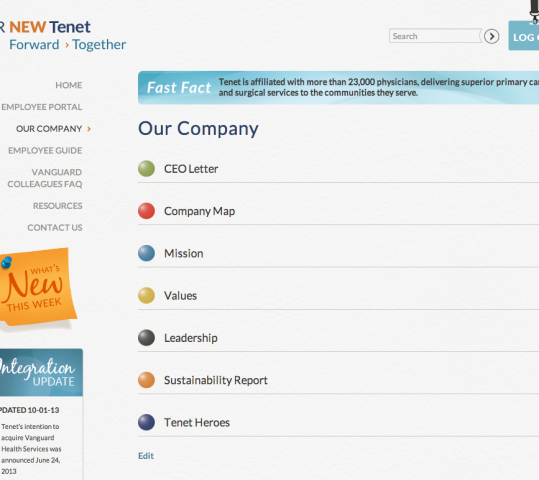 R NEW Tenet
Forward › Together
Search
LOG
HOME
EMPLOYEE PORTAL
OUR COMPANY ›
EMPLOYEE GUIDE
VANGUARD
COLLEAGUES FAQ
RESOURCES
CONTACT US
WHAT'S
New
THIS WEEK
Integration
UPDATE
PDATED 10-01-13
Tenet's intention to
acquire Vanguard
Health Services was
announced June 24,
2013
Fast Fact
Tenet is affiliated with more than 23,000 physicians, delivering superior primary ca
and surgical services to the communities they serve.
Our Company
CEO Letter
Company Map
Mission
Values
Leadership
Sustainability Report
Tenet Heroes
Edit